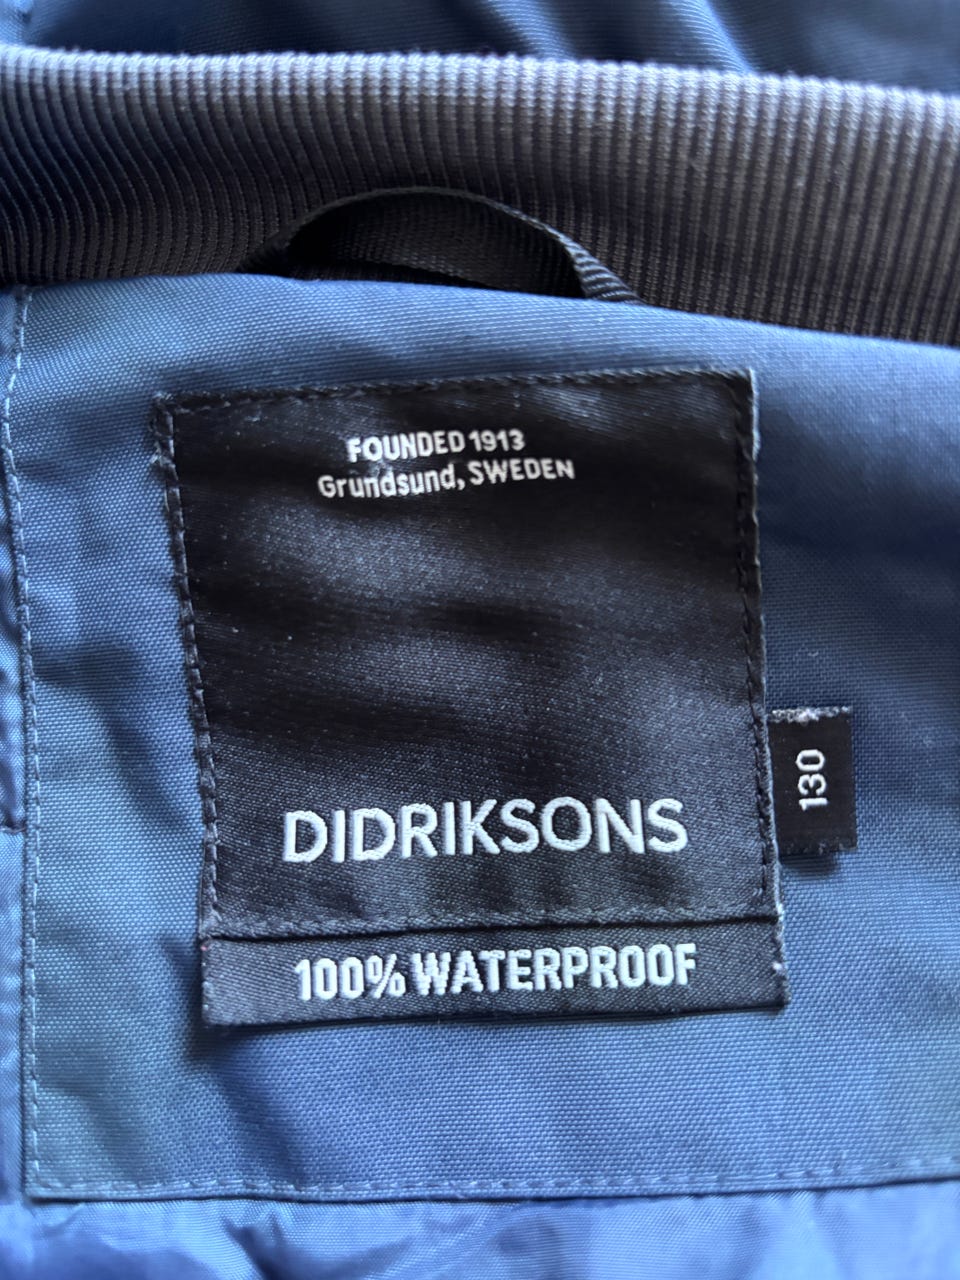 FOUNDED 1913
Grundsund, SWEDEN
DIDRIKSONS
130
100% WATERPROOF